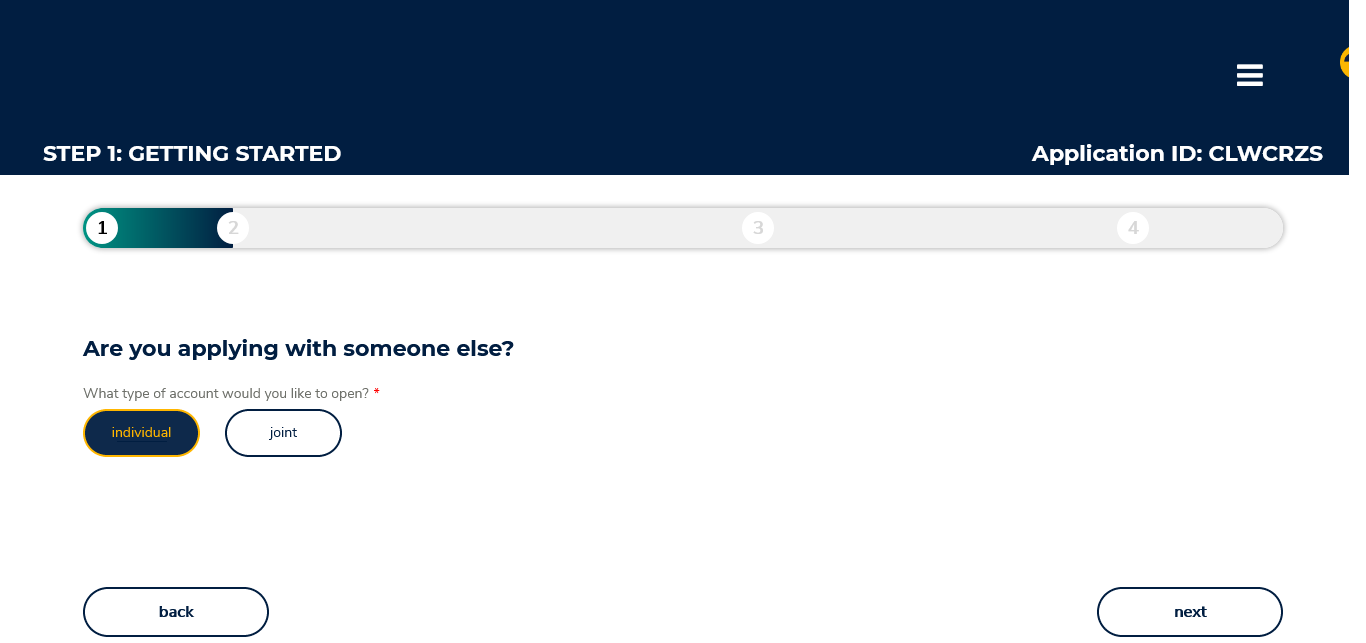 STEP 1: GETTING STARTED
Application ID: CLWCRZS
1 2 3 4
Are you applying with someone else?
What type of account would you like to open? *
individual joint
back next